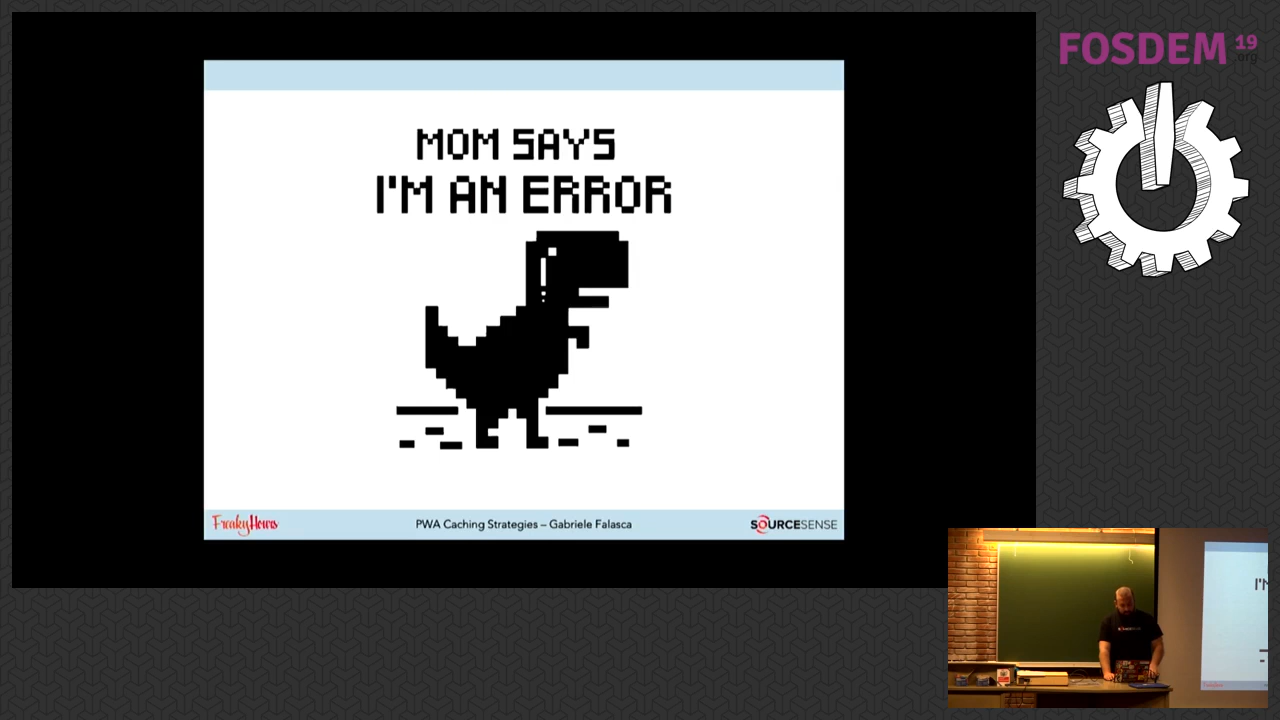 FOSDEM 19
.org
MOM SAYS
I'M AN ERROR
FreakyHours
PWA Caching Strategies – Gabriele Falasca
SOURCESENSE
I'M